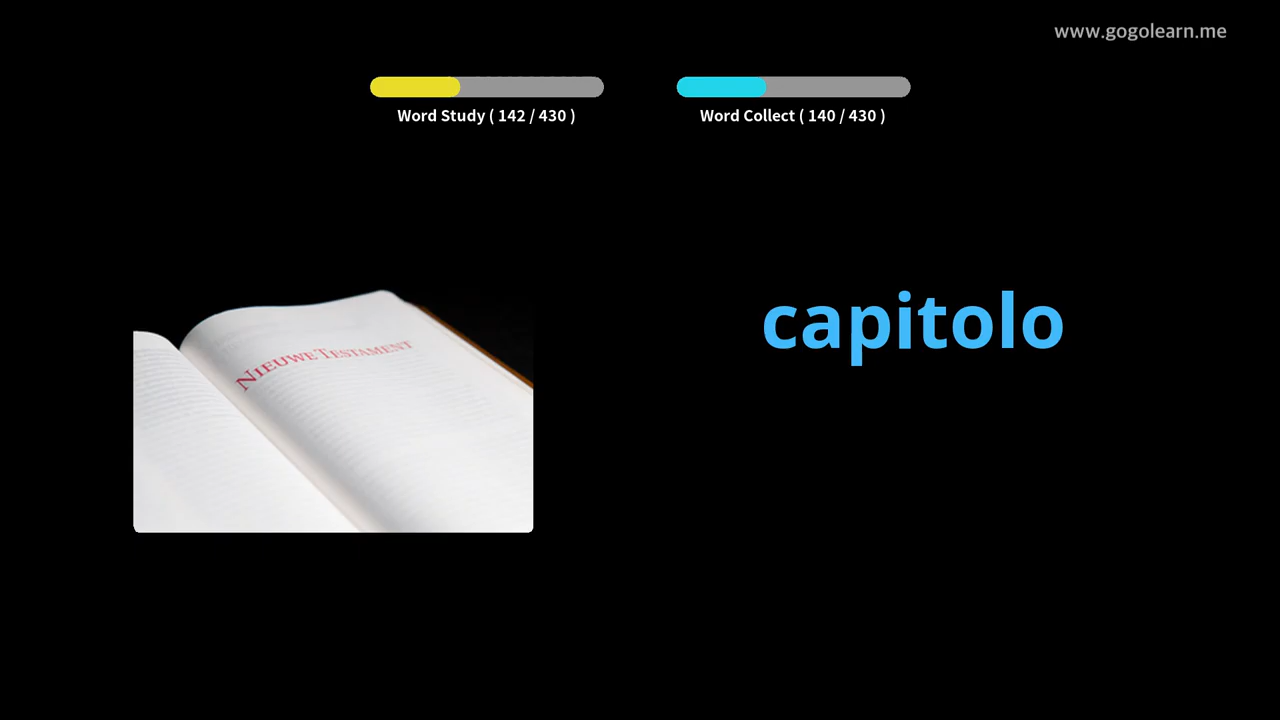 www.gogolearn.me
Word Study ( 142 / 430 )
Word Collect ( 140 / 430 )
NIEUWE TESTAMENT
capitolo